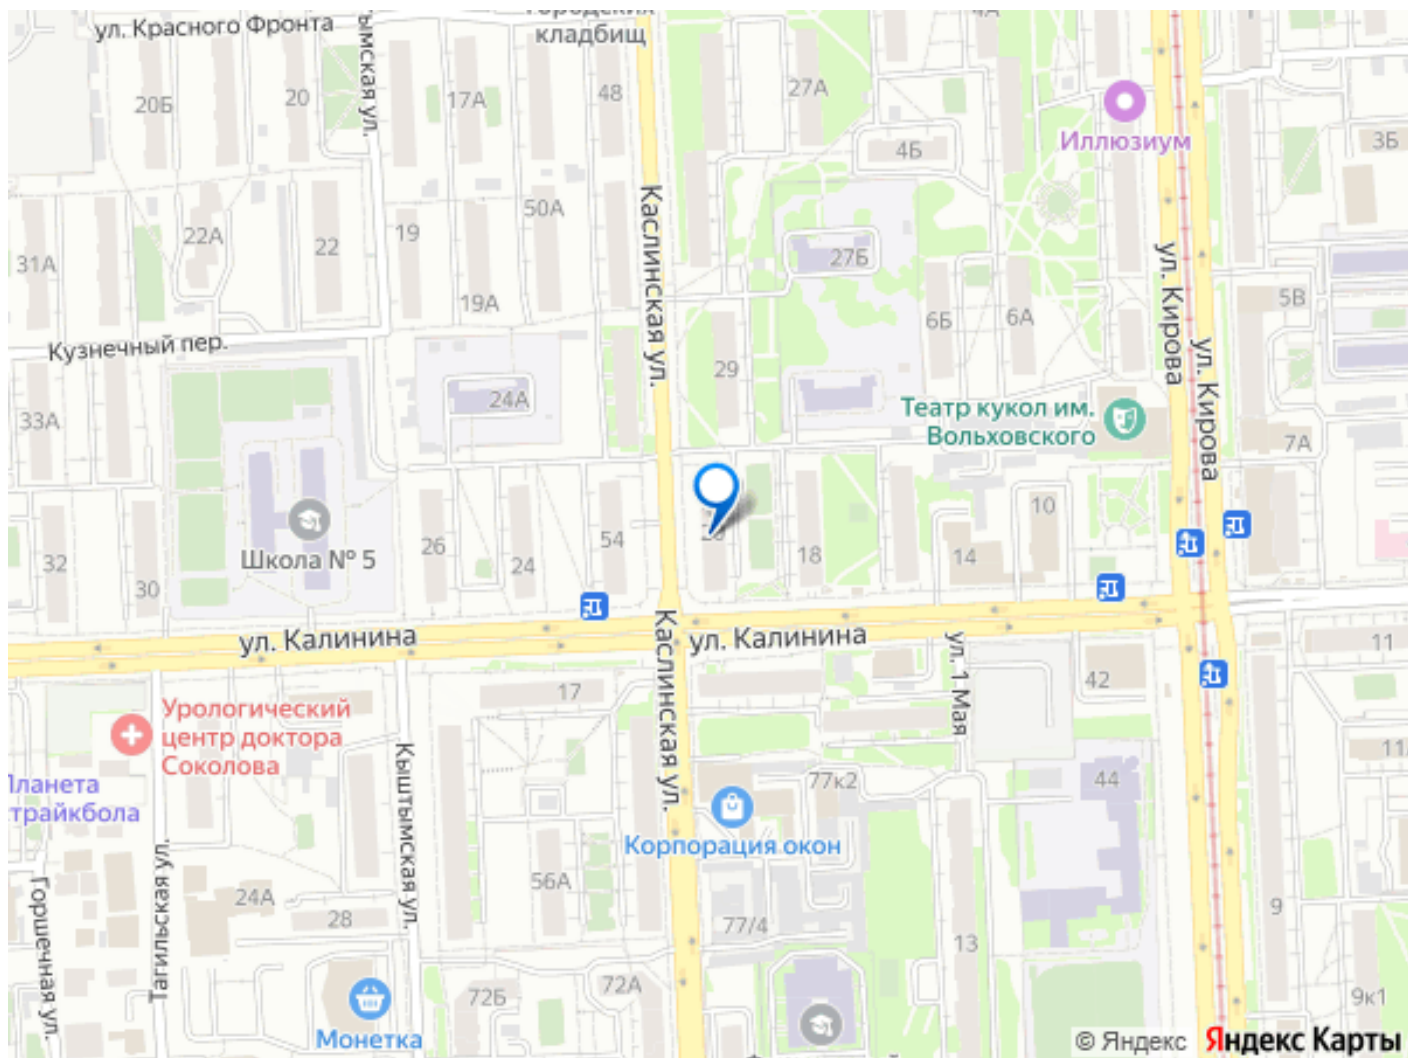 ул. Красного Фронта
кладбищ
20Б
20
17А
48
27А
4А
1
4Б
Иллюзиум
3Б
31А
22А
22
19
50А
19А
Каслинская ул.
27Б
6Б
6А
ул. Кирова
ул. Кирова
5В
Кузнечный пер.
33А
24А
29
Театр кукол им.
Вольховского
7А
32
30
Школа № 5
26
24
54
18
14
10
ул. Калинина
Каслинская ул.
ул. Калинина
ул. 1 Мая
42
11
17
Урологический
центр доктора
Соколова
Кыштымская ул.
77к2
44
Корпорация окон
Тагильская ул.
Горшечная ул.
24А
28
56А
77/4
13
9
Монетка
72Б
72А
9к1
© Яндекс
Яндекс Карты